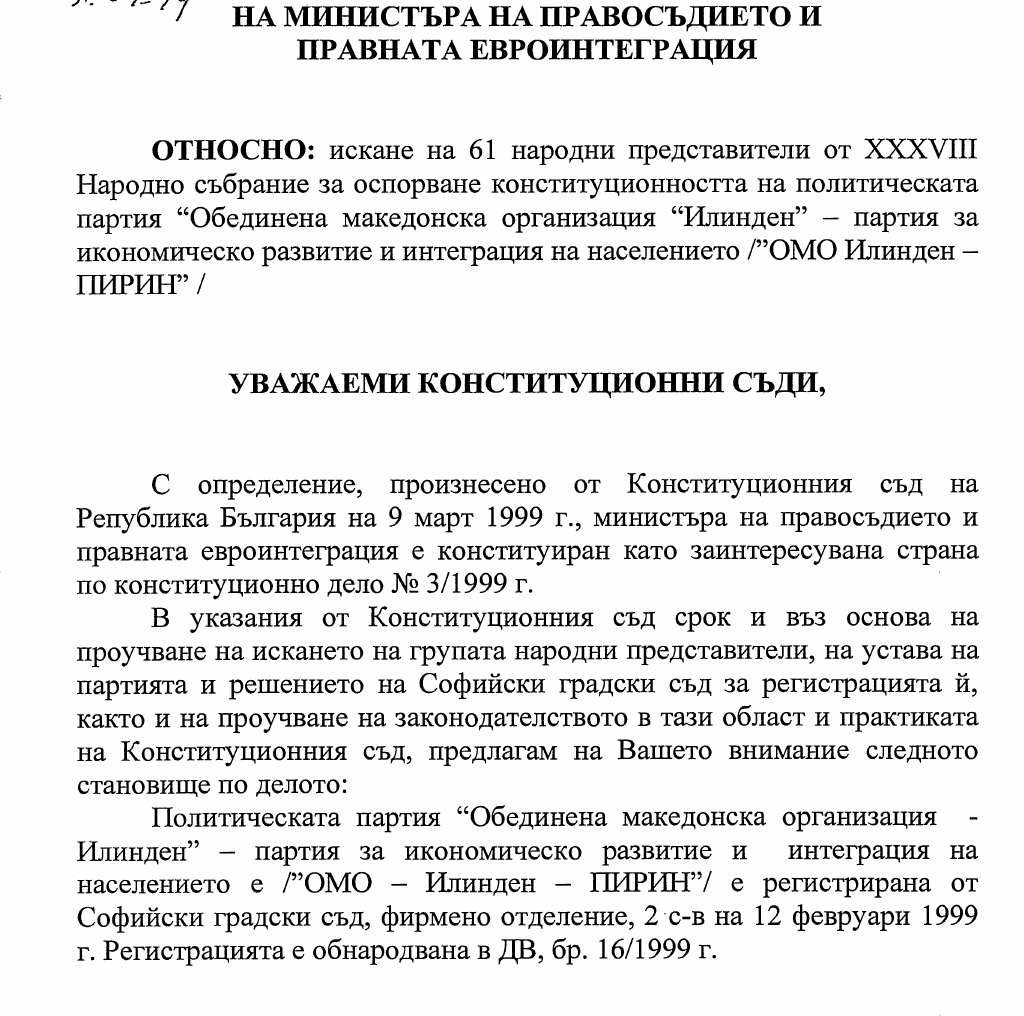 НА МИНИСТЪРА НА ПРАВОСЪДИЕТО И
ПРАВНАТА ЕВРОИНТЕГРАЦИЯ
ОТНОСНО: искане на 61 народни представители от XXXVIII
Народно събрание за оспорване конституционността на политическата
партия “Обединена македонска организация “Илинден” – партия за
икономическо развитие и интеграция на населението /”ОМО Илинден –
ПИРИН” /
УВАЖАЕМИ КОНСТИТУЦИОННИ СЪДИ,
С определение, произнесено от Конституционния съд на
Република България на 9 март 1999 г., министъра на правосъдието и
правната евроинтеграция е конституиран като заинтересувана страна
по конституционно дело № 3/1999 г.
В указания от Конституционния съд срок и въз основа на
проучване на искането на групата народни представители, на устава на
партията и решението на Софийски градски съд за регистрацията й,
както и на проучване на законодателството в тази област и практиката
на Конституционния съд, предлагам на Вашето внимание следното
становище по делото:
Политическата партия “Обединена македонска организация -
Илинден” – партия за икономическо развитие и интеграция на
населението е /”ОМО – Илинден – ПИРИН”/ е регистрирана от
Софийски градски съд, фирмено отделение, 2 с-в на 12 февруари 1999
г. Регистрацията е обнародвана в ДВ, бр. 16/1999 г.